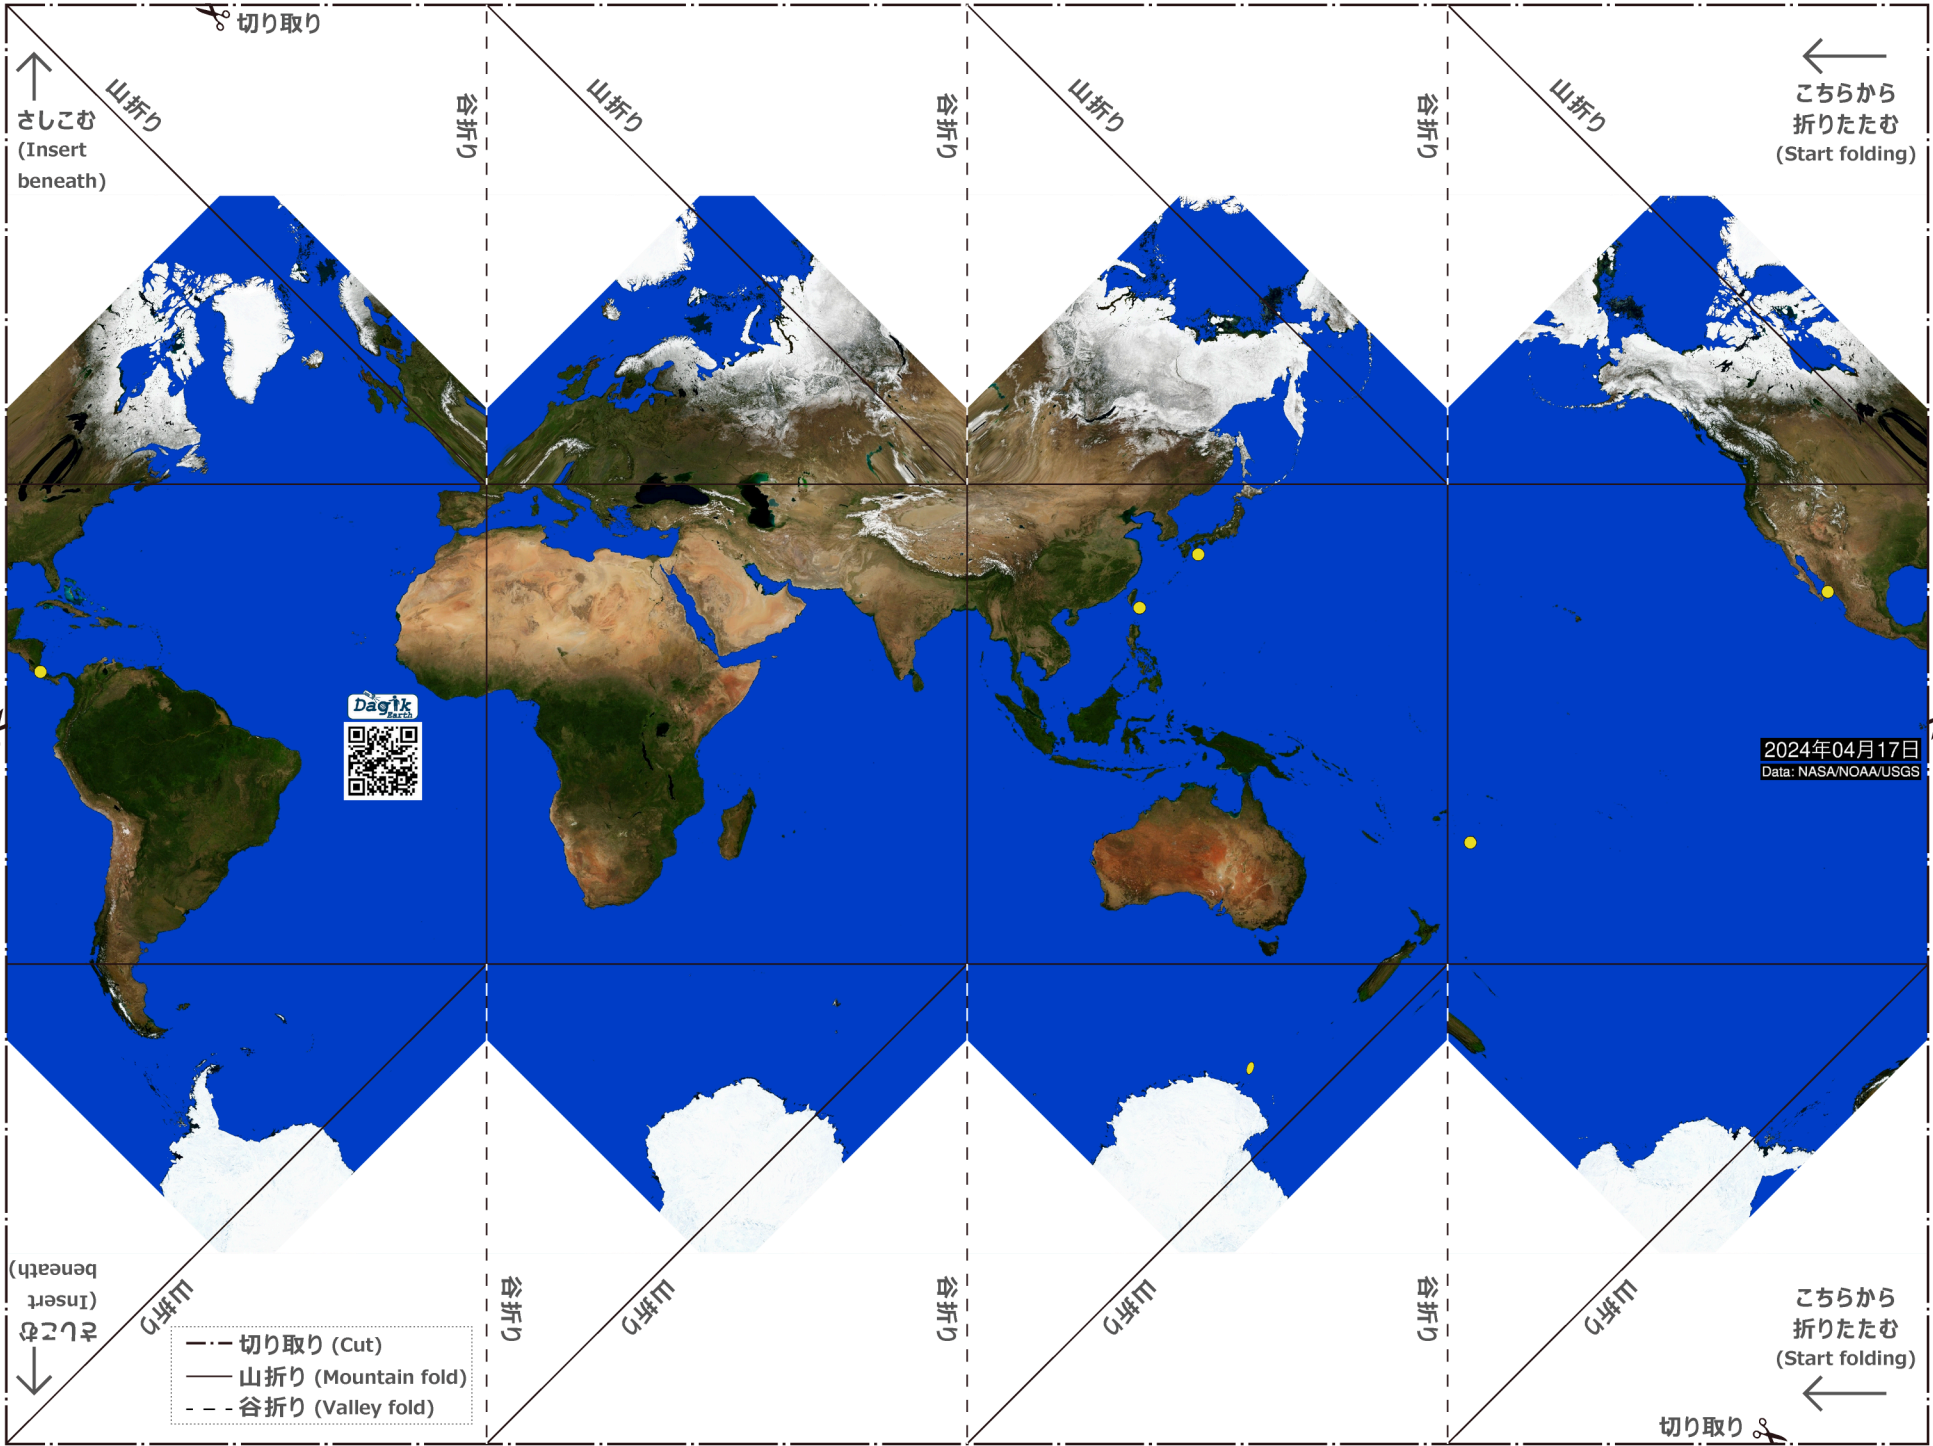 切り取り
山折り
谷折り
山折り
谷折り
山折り
谷折り
山折り
さしこむ
(Insert
beneath)
こちらから
折りたたむ
(Start folding)
Dagik
Earth
2024年04月17日
Data: NASA/NOAA/USGS
さしこむ
(Insert
beneath)
山折り
谷折り
山折り
谷折り
山折り
谷折り
山折り
切り取り (Cut)
山折り (Mountain fold)
谷折り (Valley fold)
こちらから
折りたたむ
(Start folding)
切り取り